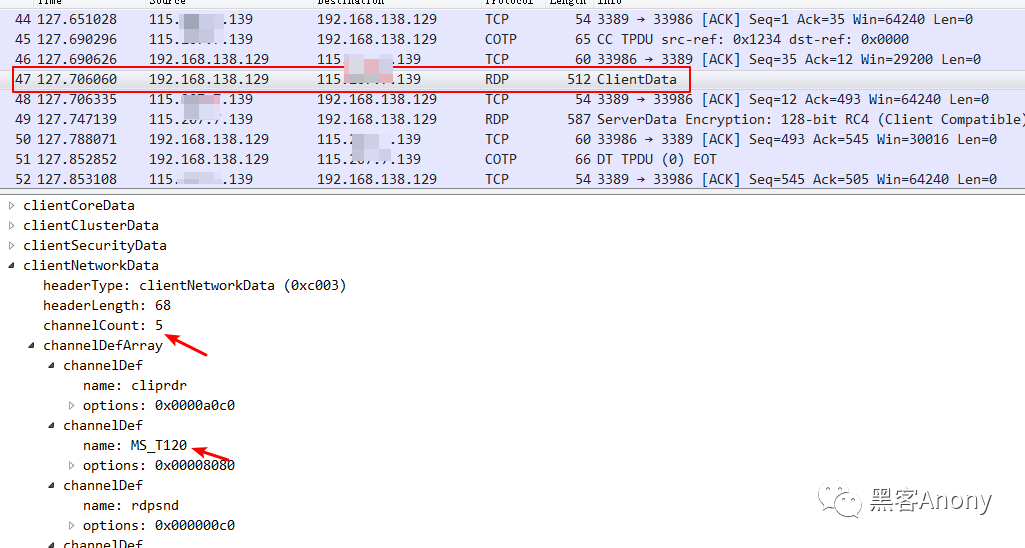 Time Source Destination Protocol Length Info
44 127.651028 115. .139 192.168.138.129 TCP 54 3389 → 33986 [ACK] Seq=1 Ack=35 Win=64240 Len=0
45 127.690296 115. .139 192.168.138.129 COTP 65 CC TPDU src-ref: 0x1234 dst-ref: 0x0000
46 127.690626 192.168.138.129 115. .139 TCP 60 33986 → 3389 [ACK] Seq=35 Ack=12 Win=29200 Len=0
47 127.706060 192.168.138.129 115. .139 RDP 512 ClientData
48 127.706335 115. .139 192.168.138.129 TCP 54 3389 → 33986 [ACK] Seq=12 Ack=493 Win=64240 Len=0
49 127.747139 115. .139 192.168.138.129 RDP 587 ServerData Encryption: 128-bit RC4 (Client Compatible)
50 127.788071 192.168.138.129 115. .139 TCP 60 33986 → 3389 [ACK] Seq=493 Ack=545 Win=30016 Len=0
51 127.852852 192.168.138.129 115. .139 COTP 66 DT TPDU (0) EOT
52 127.853108 115. .139 192.168.138.129 TCP 54 3389 → 33986 [ACK] Seq=545 Ack=505 Win=64240 Len=0
clientCoreData
clientClusterData
clientSecurityData
clientNetworkData
headerType: clientNetworkData (0xc003)
headerLength: 68
channelCount: 5
channelDefArray
channelDef
name: cliprdr
options: 0x0000a0c0
channelDef
name: MS_T120
options: 0x00008080
channelDef
name: rdpsnd
options: 0x000000c0
channelDef
黑客Anony